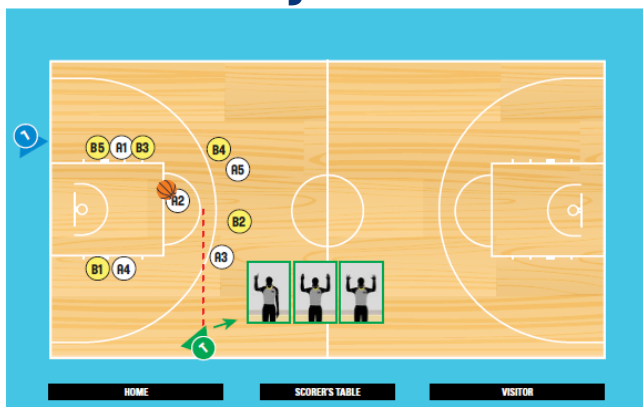 B5 A1 B3
B4
A5
A2
B2
A3
B1 A4
HOME
SCORER'S TABLE
VISITOR